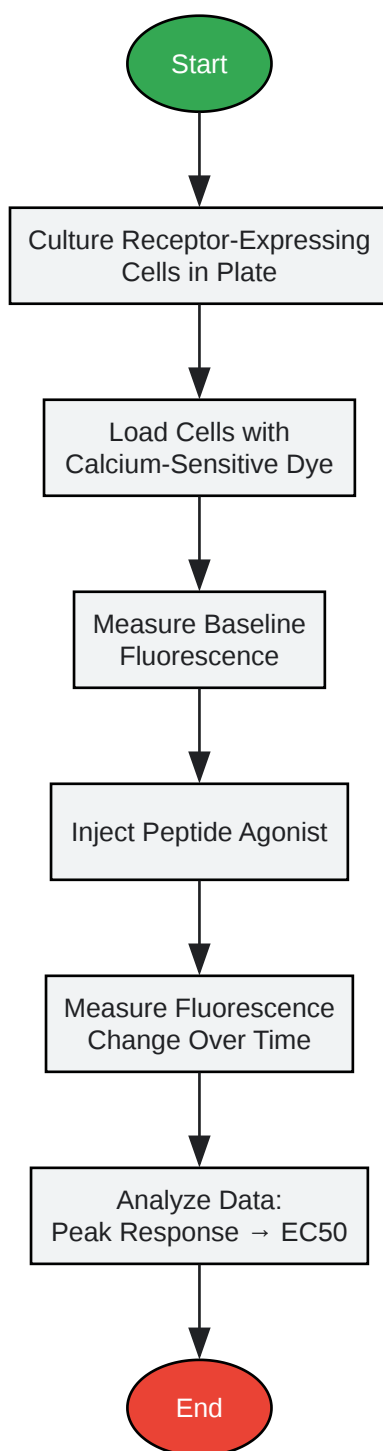 Start
Culture Receptor-Expressing
Cells in Plate
Load Cells with
Calcium-Sensitive Dye
Measure Baseline
Fluorescence
Inject Peptide Agonist
Measure Fluorescence
Change Over Time
Analyze Data:
Peak Response → EC50
End